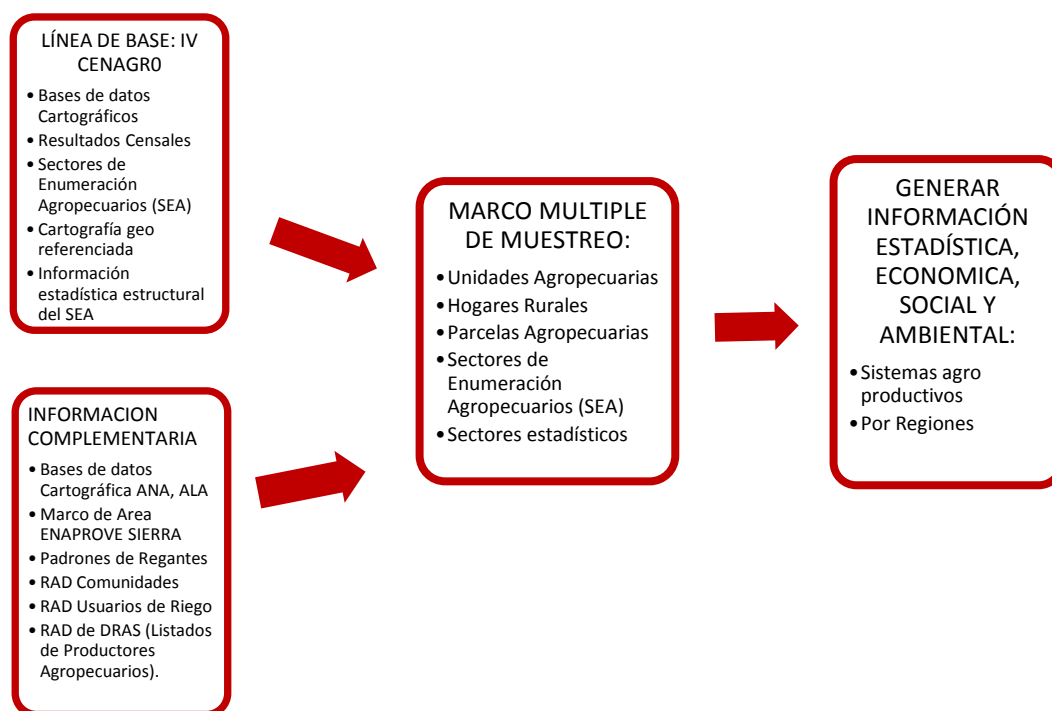 LÍNEA DE BASE: IV
CENAGR0
• Bases de datos
Cartográficos
• Resultados Censales
• Sectores de
Enumeración
Agropecuarios (SEA)
• Cartografía geo
referenciada
• Información
estadística estructural
del SEA
INFORMACION
COMPLEMENTARIA
• Bases de datos
Cartográfica ANA, ALA
• Marco de Area
ENAPROVE SIERRA
• Padrones de Regantes
• RAD Comunidades
• RAD Usuarios de Riego
• RAD de DRAS (Listados
de Productores
Agropecuarios).
MARCO MULTIPLE
DE MUESTREO:
• Unidades Agropecuarias
• Hogares Rurales
• Parcelas Agropecuarias
• Sectores de
Enumeración
Agropecuarios (SEA)
• Sectores estadísticos
GENERAR
INFORMACIÓN
ESTADÍSTICA,
ECONOMICA,
SOCIAL Y
AMBIENTAL:
• Sistemas agro
productivos
• Por Regiones